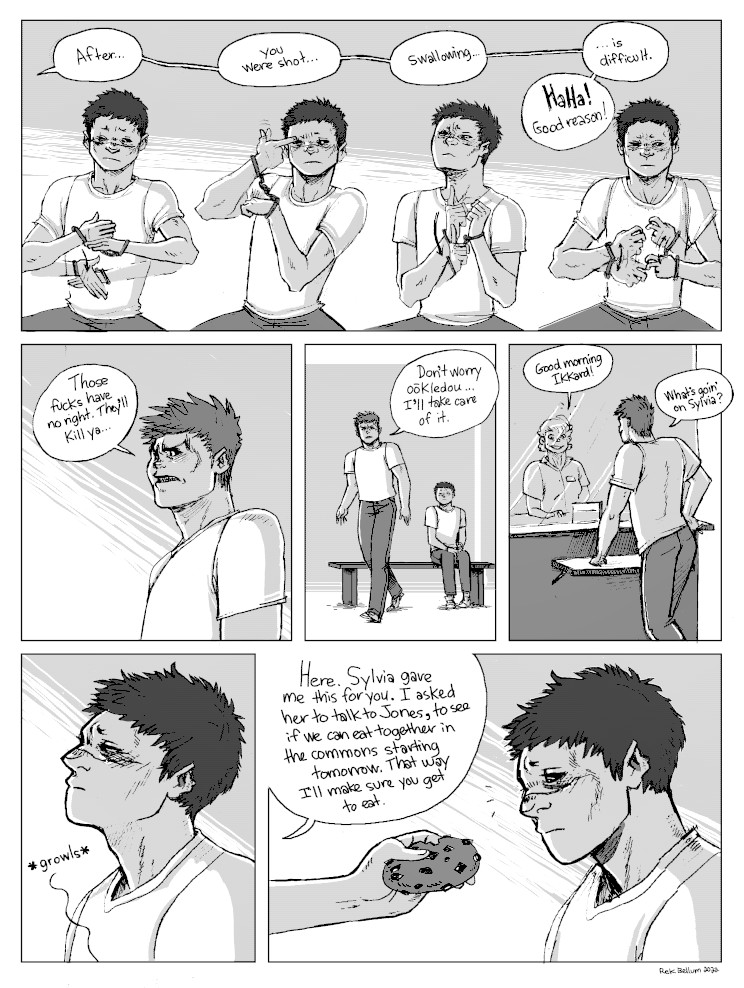 After...
you
were shot...
Swallowing...
...is
difficult.
HaHa!
Good reason!
Those
fucks have
no right. They'll
Kill ya...
Don't worry
oökledou...
I'll take care
of it.
Good morning
Ikkard!
What's goin'
on Sylvia?
*growls*
Here. Sylvia gave
me this for you. I asked
her to talk to Jones, to see
if we can eat together in
the commons starting
tomorrow. That way
I'll make sure you get
to eat.
Rek Bellum 2022